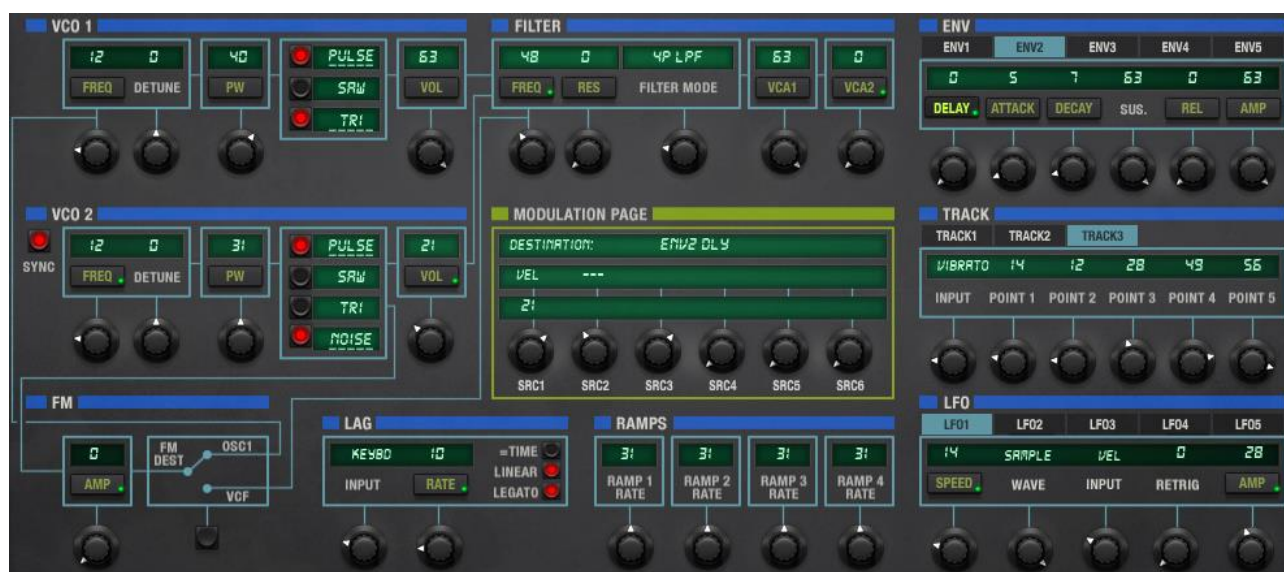 VCO 1
12 0 40 PULSE 63
FREQ DETUNE PW SAW VOL
TRI
FILTER
48 0 4P LPF 63 0
FREQ RES FILTER MODE VCA1 VCA2
ENV
ENV1 ENV2 ENV3 ENV4 ENV5
0 5 7 63 0 63
DELAY ATTACK DECAY SUS. REL AMP
VCO 2
SYNC
12 0 31 PULSE 21
FREQ DETUNE PW SAW VOL
TRI
NOISE
MODULATION PAGE
DESTINATION: ENV2 DLY
VEL ---
21
SRC1 SRC2 SRC3 SRC4 SRC5 SRC6
TRACK
TRACK1 TRACK2 TRACK3
VIBRATO 14 12 28 49 56
INPUT POINT 1 POINT 2 POINT 3 POINT 4 POINT 5
FM
0 FM DEST OSC1
AMP VCF
LAG
KEYBD 10 =TIME
INPUT RATE LINEAR
LEGATO
RAMPS
31 31 31 31
RAMP 1 RATE RAMP 2 RATE RAMP 3 RATE RAMP 4 RATE
LFO
LFO1 LFO2 LFO3 LFO4 LFO5
14 SAMPLE VEL 0 28
SPEED WAVE INPUT RETRIG AMP